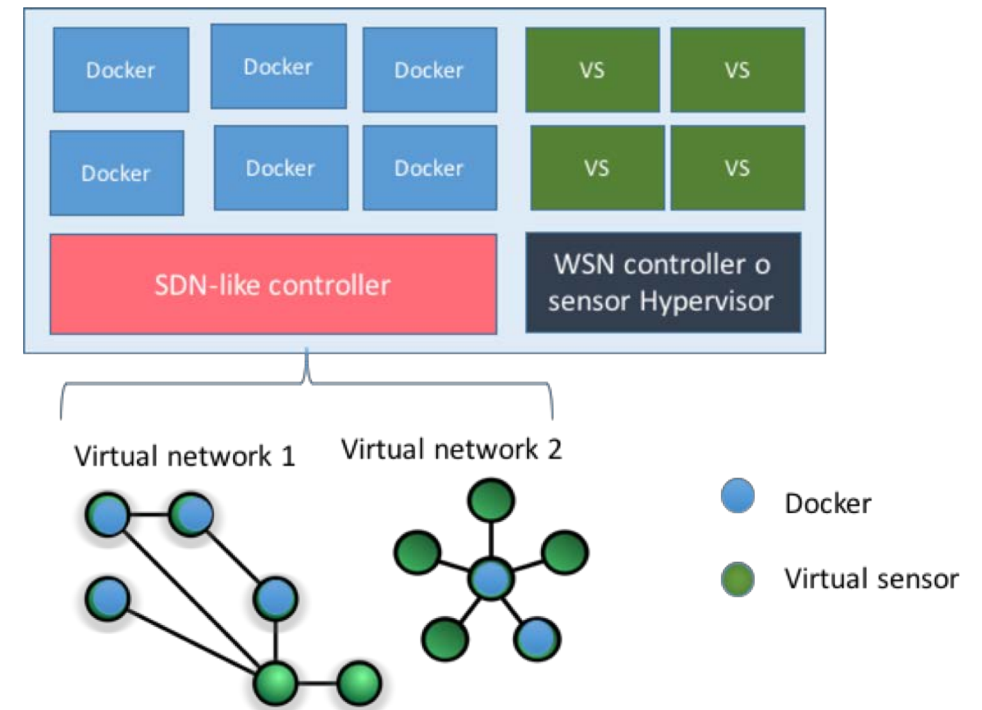 Docker
Docker
Docker
VS
VS
Docker
Docker
Docker
VS
VS
SDN-like controller
WSN controller o
sensor Hypervisor
Virtual network 1
Virtual network 2
Docker
Virtual sensor